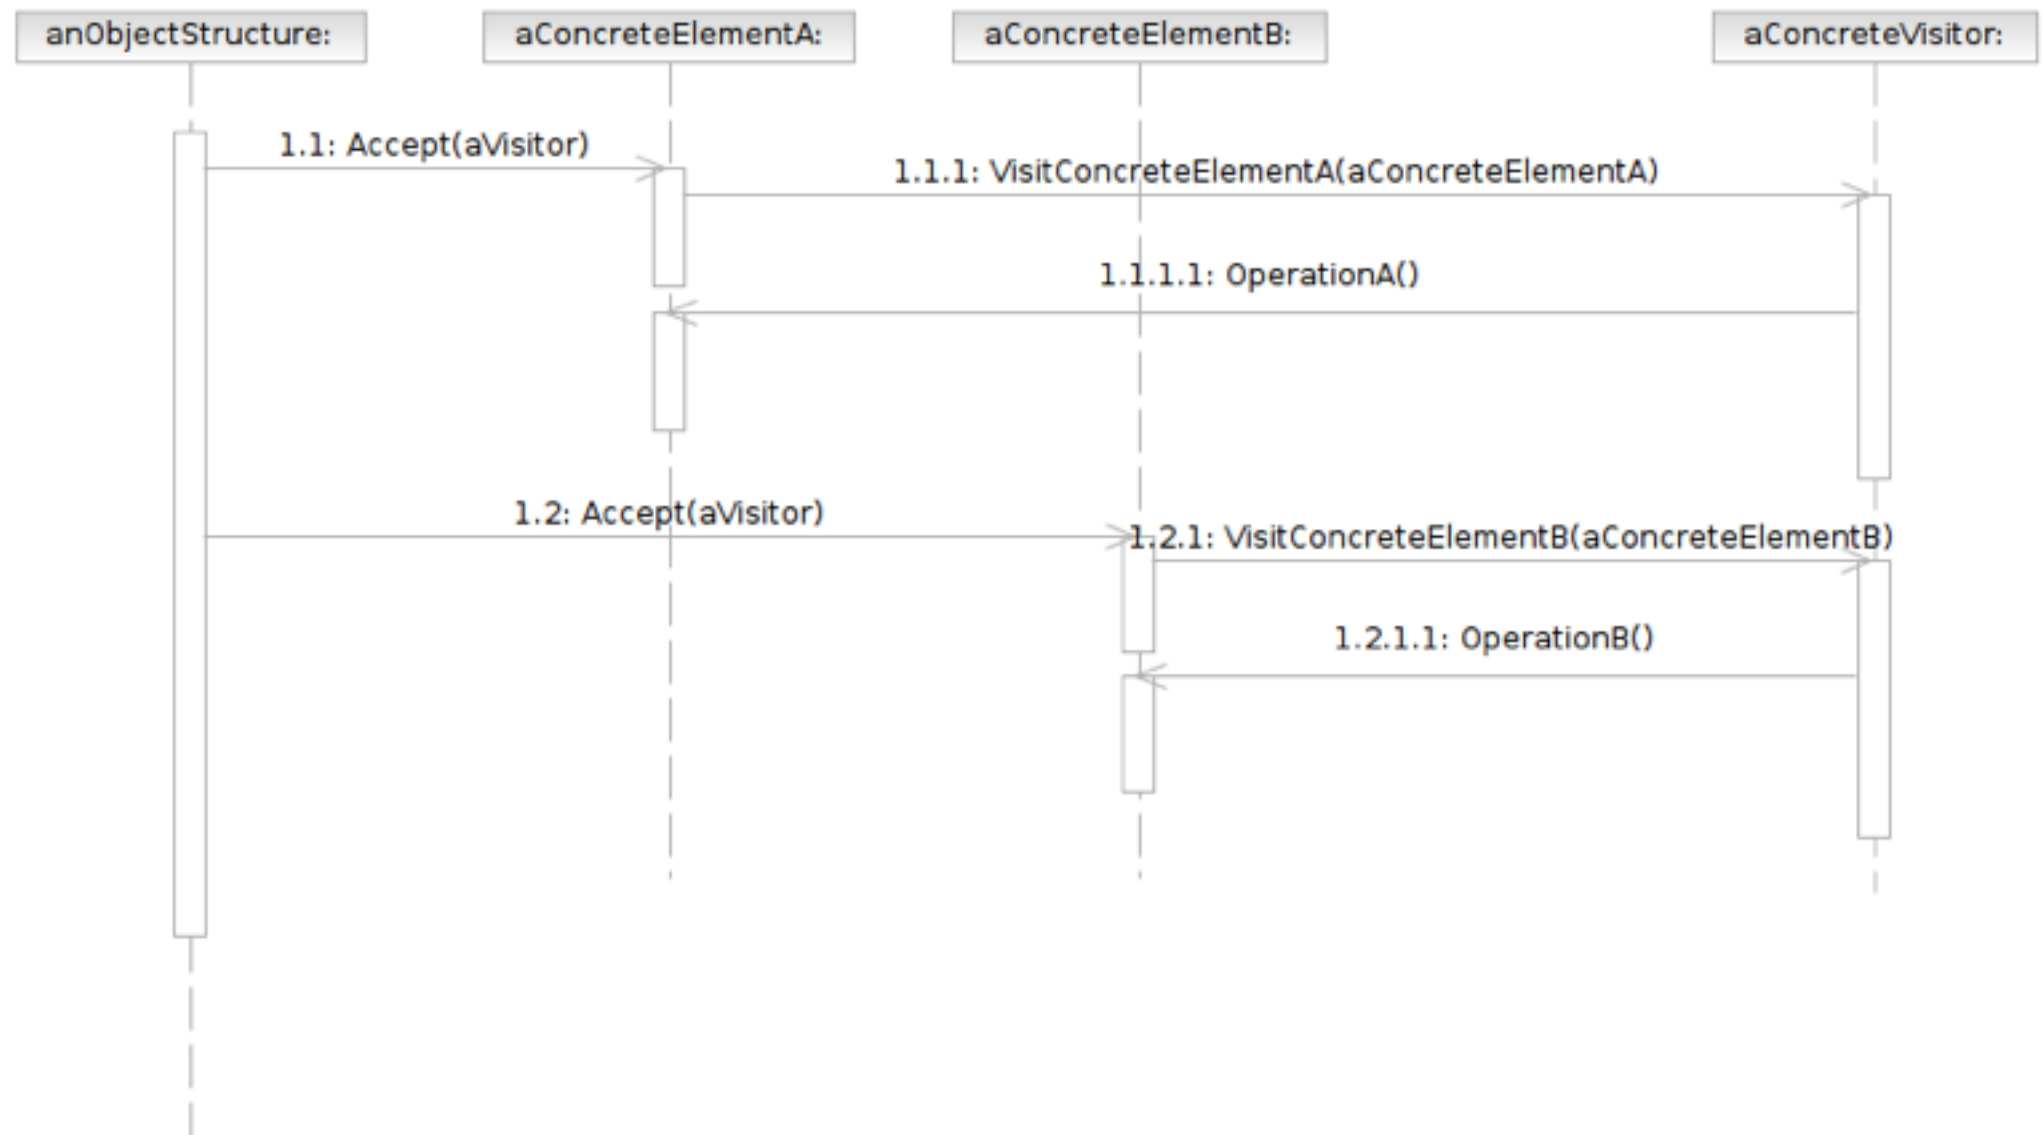 anObjectStructure:
aConcreteElementA:
aConcreteElementB:
aConcreteVisitor:
1.1: Accept(aVisitor)
1.1.1: VisitConcreteElementA(aConcreteElementA)
1.1.1.1: OperationA()
1.2: Accept(aVisitor)
1.2.1: VisitConcreteElementB(aConcreteElementB)
1.2.1.1: OperationB()